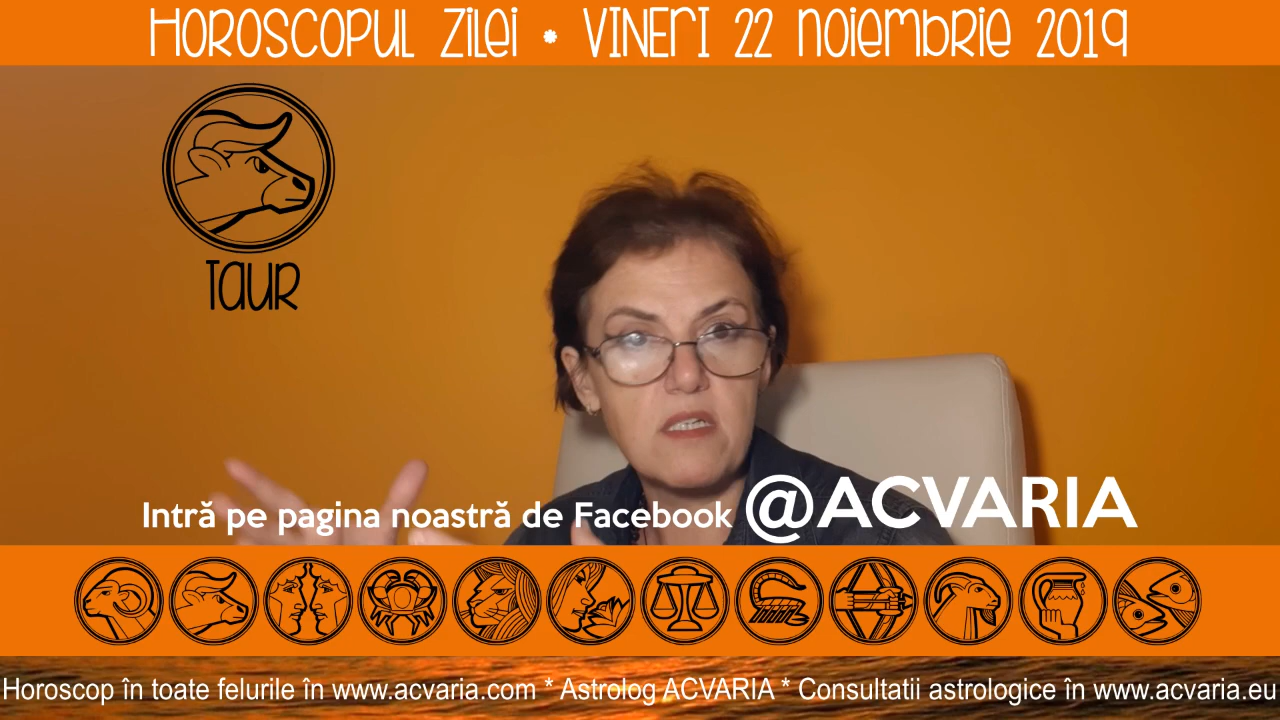 HOROSCOPUL ZILEI • VINERI 22 NOIEMBRIE 2019
TAUR
Intră pe pagina noastră de Facebook @ACVARIA
Horoscop în toate felurile în www.acvaria.com * Astrolog ACVARIA * Consultatii astrologice în www.acvaria.eu